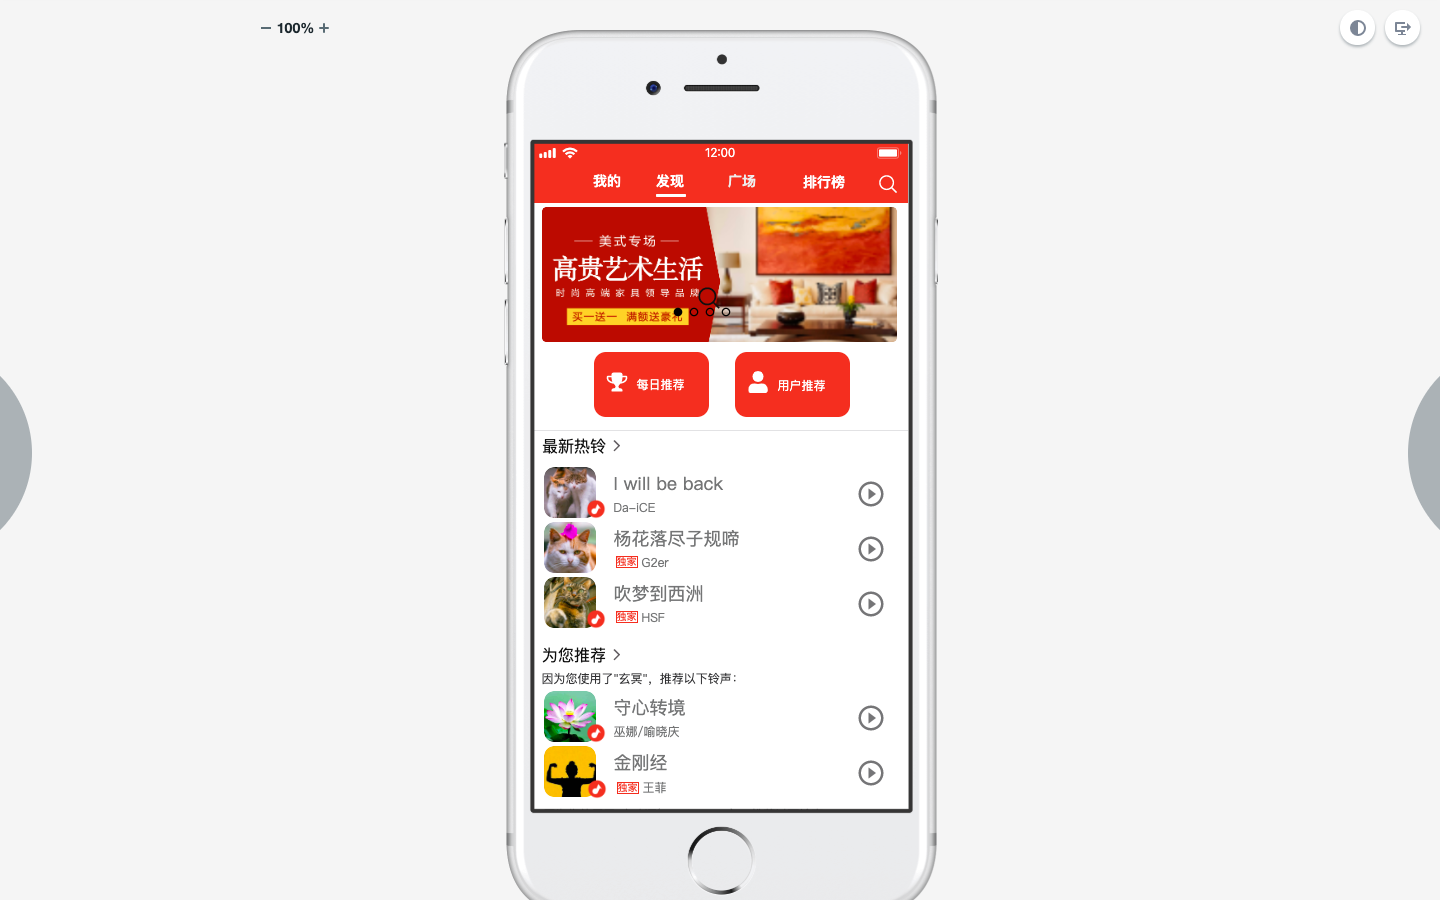 100%
12:00
我的 发现 广场 排行榜
美式专场
高贵艺术生活
时尚高端家具领导品牌
买一送一 满额送豪礼
每日推荐 用户推荐
最新热铃
I will be back
Da-iCE
杨花落尽子规啼
独家 G2er
吹梦到西洲
独家 HSF
为您推荐
因为您使用了"玄冥"，推荐以下铃声：
守心转境
巫娜/喻晓庆
金刚经
独家 王菲